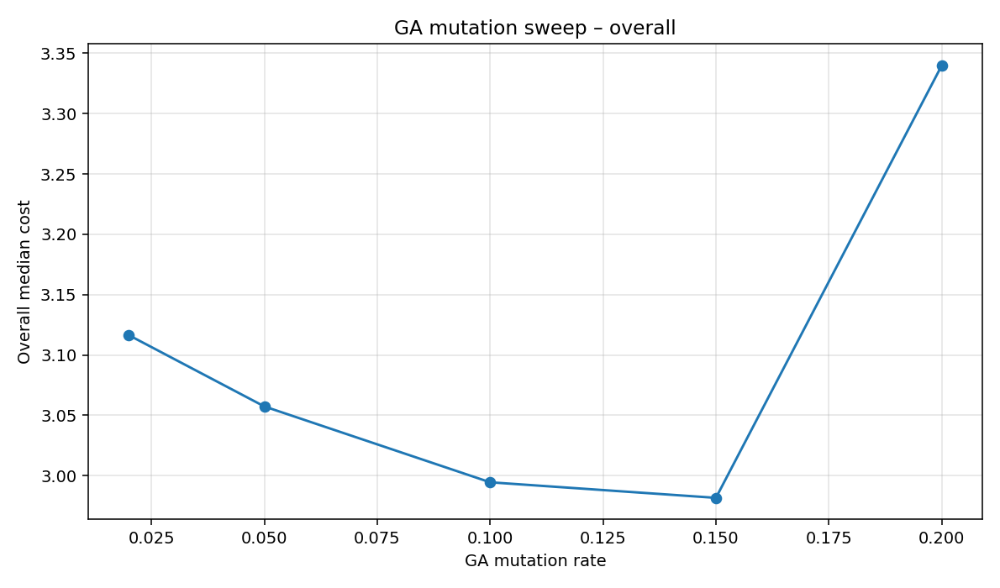 GA mutation sweep – overall
Overall median cost
3.35
3.30
3.25
3.20
3.15
3.10
3.05
3.00
0.025 0.050 0.075 0.100 0.125 0.150 0.175 0.200
GA mutation rate